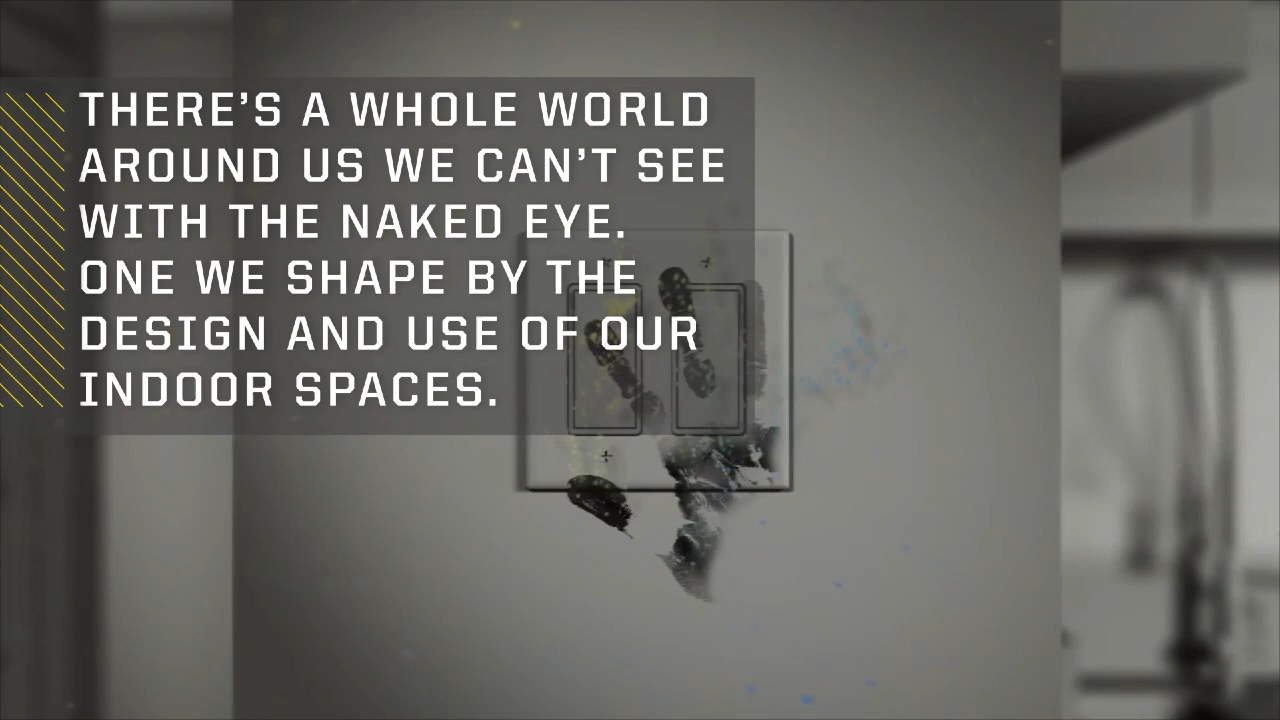 THERE’S A WHOLE WORLD
AROUND US WE CAN’T SEE
WITH THE NAKED EYE.
ONE WE SHAPE BY THE
DESIGN AND USE OF OUR
INDOOR SPACES.